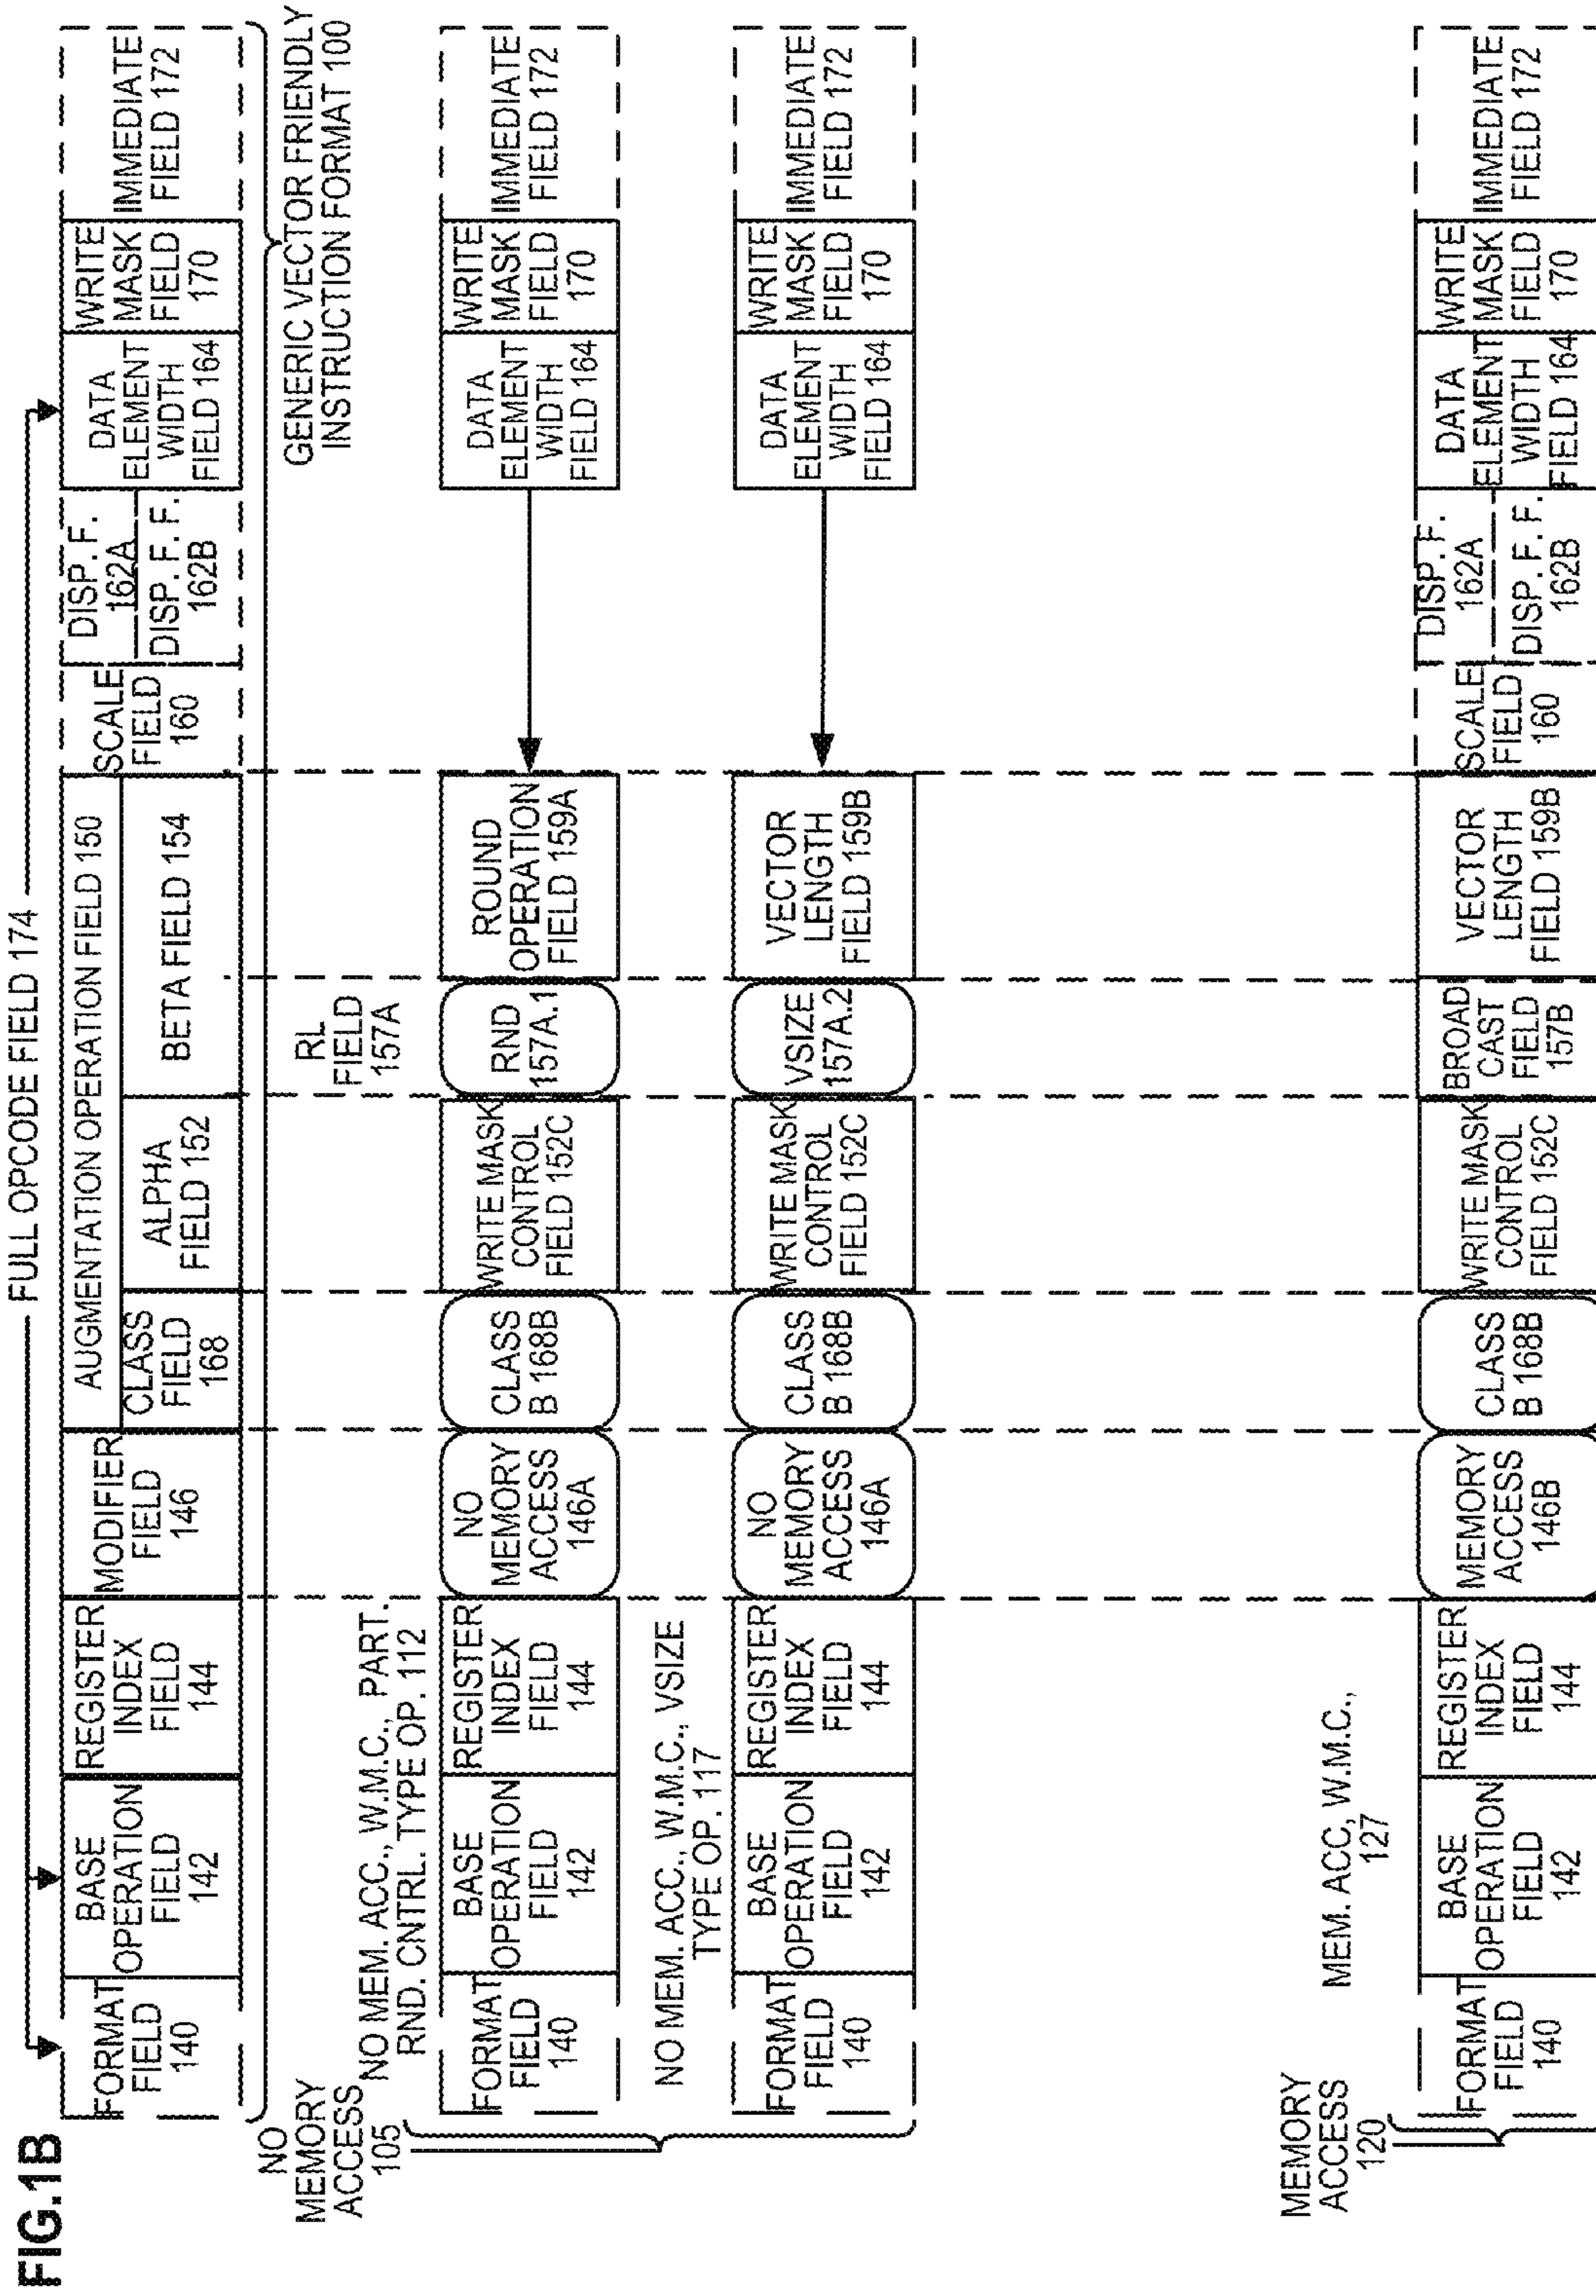 FIG.1B
FULL OPCODE FIELD 174
FORMAT
FIELD
140
BASE
OPERATION
FIELD
142
REGISTER
INDEX
FIELD
144
MODIFIER
FIELD
146
AUGMENTATION OPERATION FIELD 150
CLASS
FIELD
168
ALPHA
FIELD 152
BETA FIELD 154
SCALE
FIELD
160
DISP. F.
162A
DISP. F. F.
162B
DATA
ELEMENT
WIDTH
FIELD 164
WRITE
MASK
FIELD
170
IMMEDIATE
FIELD 172
GENERIC VECTOR FRIENDLY
INSTRUCTION FORMAT 100
NO
MEMORY
ACCESS
105
NO MEM. ACC., W.M.C., PART.
RND. CNTRL. TYPE OP. 112
RL
FIELD
157A
FORMAT
FIELD
140
BASE
OPERATION
FIELD
142
REGISTER
INDEX
FIELD
144
NO
MEMORY
ACCESS
146A
CLASS
B 168B
WRITE MASK
CONTROL
FIELD 152C
RND
157A.1
ROUND
OPERATION
FIELD 159A
DATA
ELEMENT
WIDTH
FIELD 164
WRITE
MASK
FIELD
170
IMMEDIATE
FIELD 172
NO MEM. ACC., W.M.C., VSIZE
TYPE OP. 117
FORMAT
FIELD
140
BASE
OPERATION
FIELD
142
REGISTER
INDEX
FIELD
144
NO
MEMORY
ACCESS
146A
CLASS
B 168B
WRITE MASK
CONTROL
FIELD 152C
VSIZE
157A.2
VECTOR
LENGTH
FIELD 159B
DATA
ELEMENT
WIDTH
FIELD 164
WRITE
MASK
FIELD
170
IMMEDIATE
FIELD 172
MEMORY
ACCESS
120
MEM. ACC, W.M.C.,
127
FORMAT
FIELD
140
BASE
OPERATION
FIELD
142
REGISTER
INDEX
FIELD
144
MEMORY
ACCESS
146B
CLASS
B 168B
WRITE MASK
CONTROL
FIELD 152C
BROAD
CAST
FIELD
157B
VECTOR
LENGTH
FIELD 159B
SCALE
FIELD
160
DISP. F.
162A
DISP. F. F.
162B
DATA
ELEMENT
WIDTH
FIELD 164
WRITE
MASK
FIELD
170
IMMEDIATE
FIELD 172